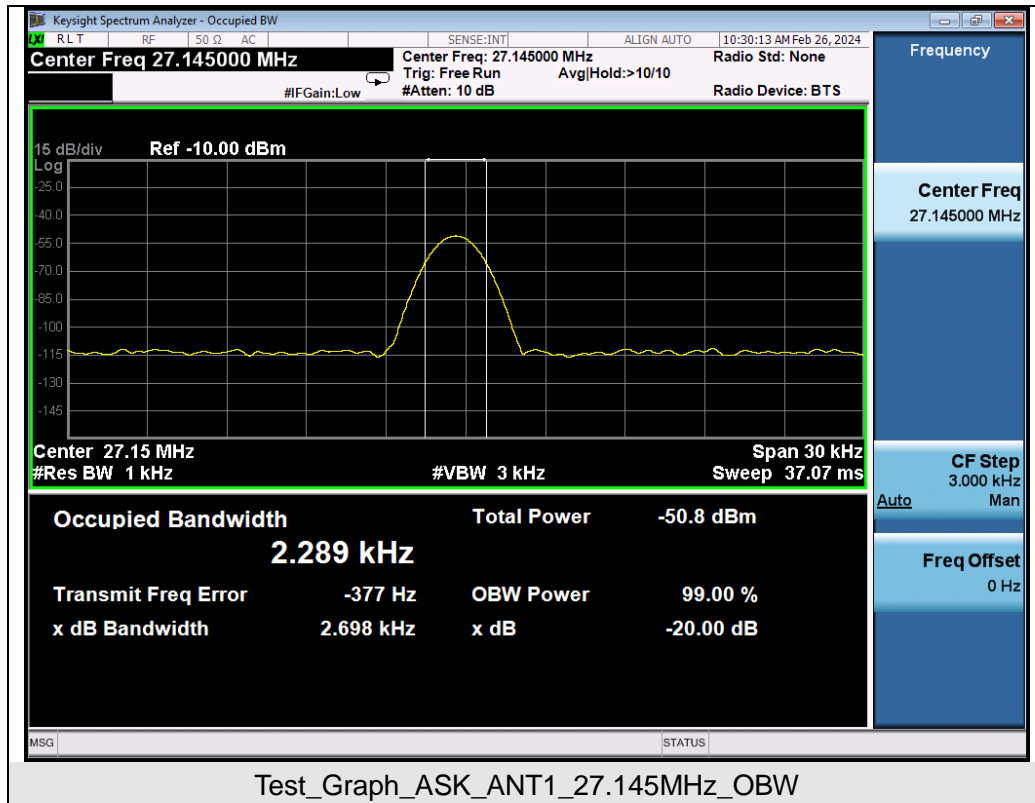 Keysight Spectrum Analyzer - Occupied BW
LXI RLT RF 50 Ω AC SENSE:INT ALIGN AUTO 10:30:13 AM Feb 26, 2024
Center Freq 27.145000 MHz Center Freq: 27.145000 MHz Radio Std: None
Trig: Free Run Avg|Hold:>10/10
#IFGain:Low #Atten: 10 dB Radio Device: BTS
15 dB/div Ref -10.00 dBm
Log
-25.0
-40.0
-55.0
-70.0
-85.0
-100
-115
-130
-145
Center 27.15 MHz Span 30 kHz
#Res BW 1 kHz #VBW 3 kHz Sweep 37.07 ms
Occupied Bandwidth Total Power -50.8 dBm
2.289 kHz
Transmit Freq Error -377 Hz OBW Power 99.00 %
x dB Bandwidth 2.698 kHz x dB -20.00 dB
MSG STATUS
Frequency
Center Freq
27.145000 MHz
CF Step
3.000 kHz
Auto Man
Freq Offset
0 Hz
Test_Graph_ASK_ANT1_27.145MHz_OBW